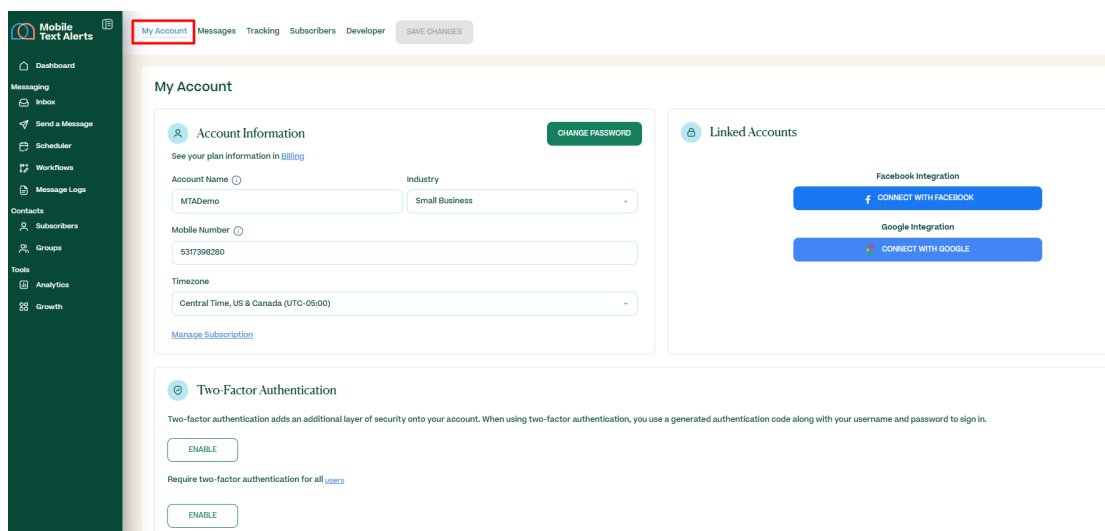 Mobile
Text Alerts
My Account Messages Tracking Subscribers Developer SAVE CHANGES
Dashboard
Messaging
Inbox
Send a Message
Scheduler
Workflows
Message Logs
Contacts
Subscribers
Groups
Tools
Analytics
Growth
My Account
Account Information
CHANGE PASSWORD
See your plan information in Billing
Account Name Industry
MTADemo Small Business
Mobile Number
5317398280
Timezone
Central Time, US & Canada (UTC-05:00)
Manage Subscription
Linked Accounts
Facebook Integration
CONNECT WITH FACEBOOK
Google Integration
CONNECT WITH GOOGLE
Two-Factor Authentication
Two-factor authentication adds an additional layer of security onto your account. When using two-factor authentication, you use a generated authentication code along with your username and password to sign in.
ENABLE
Require two-factor authentication for all users
ENABLE